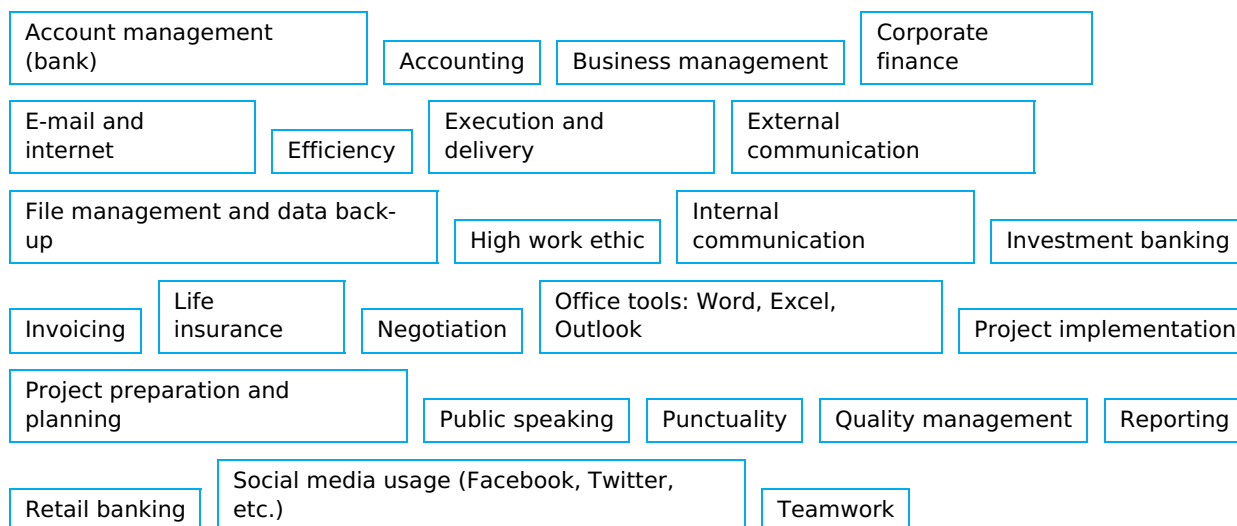 Account management
(bank)
Accounting
Business management
Corporate
finance
E-mail and
internet
Efficiency
Execution and
delivery
External
communication
File management and data back-
up
High work ethic
Internal
communication
Investment banking
Invoicing
Life
insurance
Negotiation
Office tools: Word, Excel,
Outlook
Project implementation
Project preparation and
planning
Public speaking
Punctuality
Quality management
Reporting
Retail banking
Social media usage (Facebook, Twitter,
etc.)
Teamwork